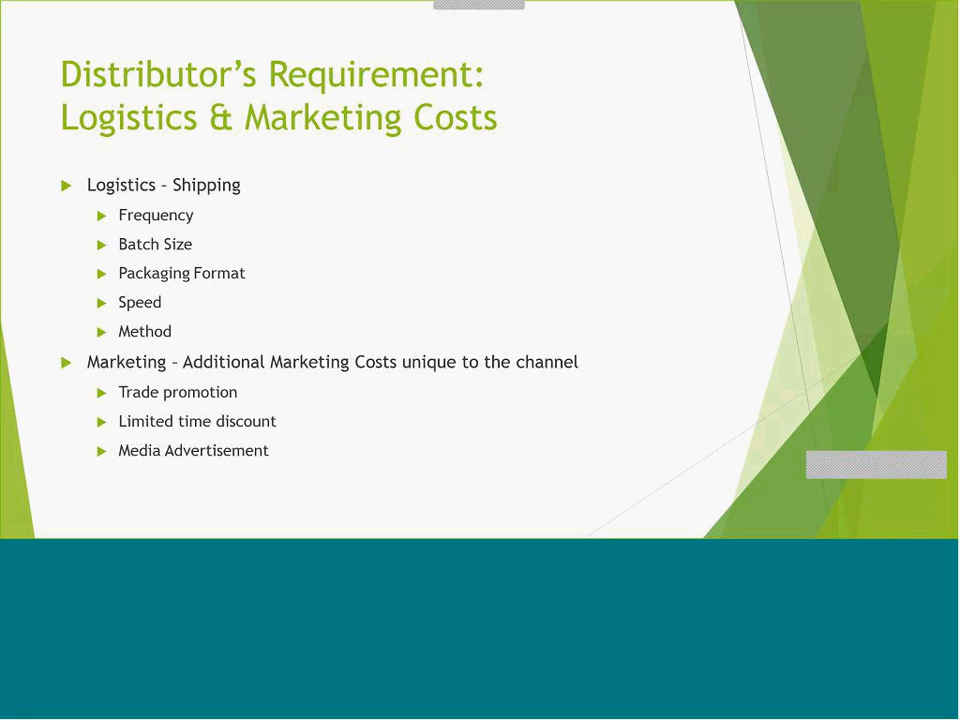 Distributor’s Requirement:
Logistics & Marketing Costs
Logistics – Shipping
Frequency
Batch Size
Packaging Format
Speed
Method
Marketing – Additional Marketing Costs unique to the channel
Trade promotion
Limited time discount
Media Advertisement